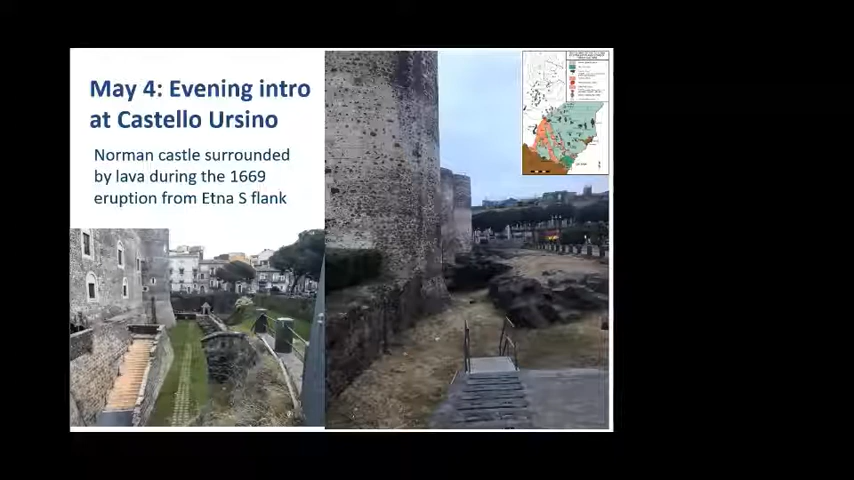 May 4: Evening intro
at Castello Ursino
Norman castle surrounded
by lava during the 1669
eruption from Etna S flank